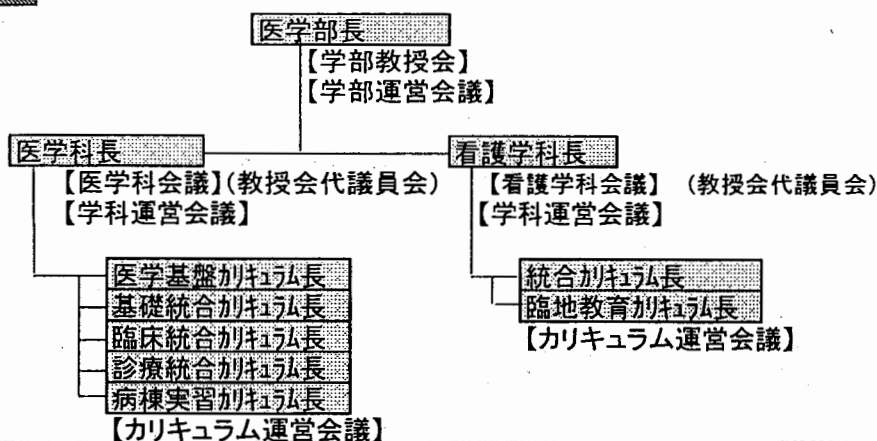 医学部長
【学部教授会】
【学部運営会議】
医学科長
看護学科長
【医学科会議】(教授会代議員会)
【看護学科会議】 (教授会代議員会)
【学科運営会議】
【学科運営会議】
医学基盤ｶﾘｷｭﾗﾑ長
基礎統合ｶﾘｷｭﾗﾑ長
臨床統合ｶﾘｷｭﾗﾑ長
診療統合ｶﾘｷｭﾗﾑ長
病棟実習ｶﾘｷｭﾗﾑ長
【カリキュラム運営会議】
統合ｶﾘｷｭﾗﾑ長
臨地教育ｶﾘｷｭﾗﾑ長
【カリキュラム運営会議】